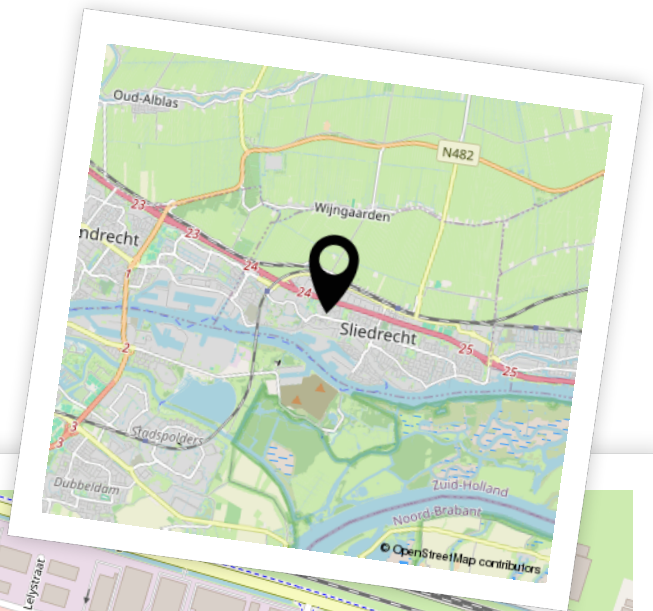 Oud-Alblas
N482
23
Wijngaarden
ndrecht
23
24
1
24
Sliedrecht
25
2
25
3
3
Stadspolders
Dubbeldam
Zuid-Holland
Noord-Brabant
© OpenStreetMap contributors
Lelystraat